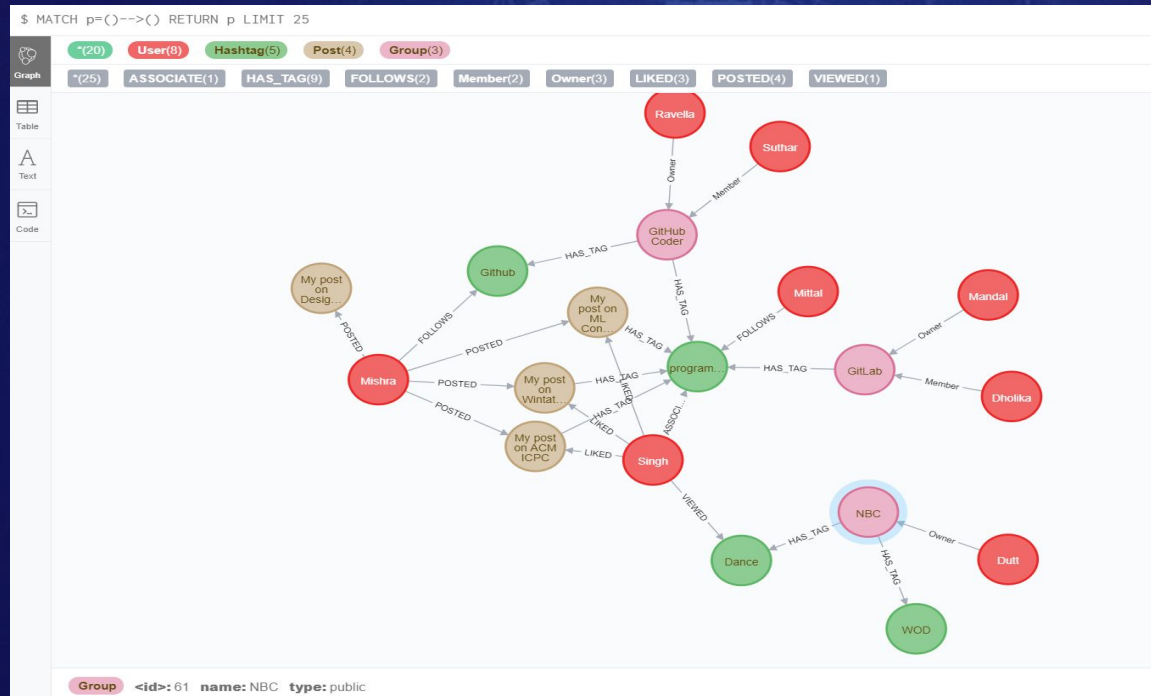 $ MATCH p=()-->() RETURN p LIMIT 25
Graph
Table
Text
Code
*(20) User(8) Hashtag(5) Post(4) Group(3)
*(25) ASSOCIATE(1) HAS_TAG(9) FOLLOWS(2) Member(2) Owner(3) LIKED(3) POSTED(4) VIEWED(1)
Ravella
Suthar
Owner
Member
GitHub
Coder
HAS_TAG
Github
HAS_TAG
My post
on
Desig...
Mittal
Mandal
My
post on
ML
Con...
POSTED
FOLLOWS
POSTED
HAS_TAG
FOLLOWS
Owner
Mishra
POSTED
My post
on
Wintat...
HAS_TAG
program...
HAS_TAG
GitLab
Member
Dholika
LIKED
POSTED
HAS_TAG
LIKED
ASSOCI...
My post
on ACM
ICPC
LIKED
Singh
VIEWED
NBC
HAS_TAG
Owner
Dance
Dutt
HAS_TAG
WOD
Group <id>: 61 name: NBC type: public